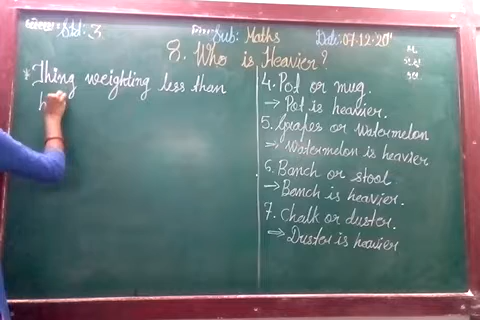 Std: 3
Sub: Maths
Date: 07-12-20
8. Who is Heavier?
* Thing weighting less than
h
4. Pot or mug.
→ Pot is heavier.
5. Grapes or Watermelon
⇒ Watermelon is heavier
6. Bench or stool.
→ Bench is heavier.
7. Chalk or duster.
⇒ Duster is heavier